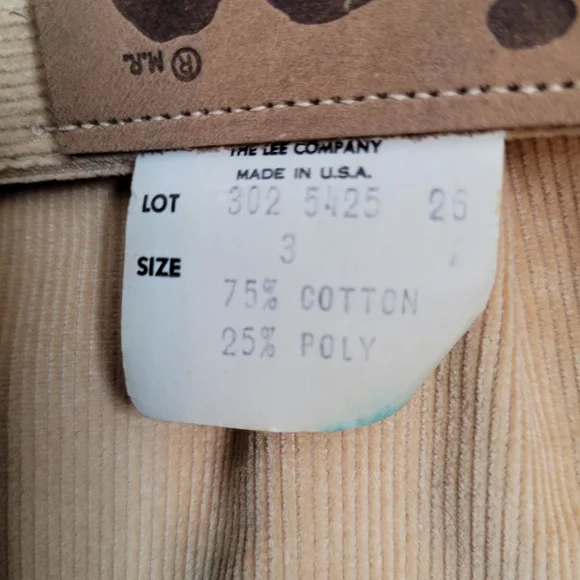 ® M.R.
THE LEE COMPANY
MADE IN U.S.A.
LOT 302 5425 26
SIZE 3
75% COTTON
25% POLY